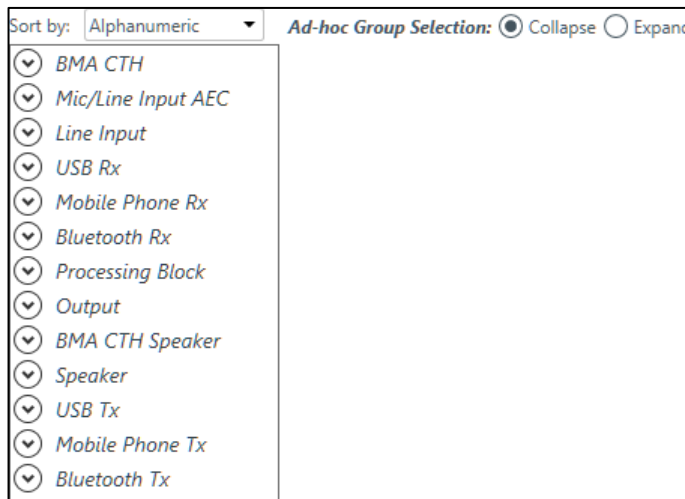 Sort by: Alphanumeric Ad-hoc Group Selection: Collapse Expand
BMA CTH
Mic/Line Input AEC
Line Input
USB Rx
Mobile Phone Rx
Bluetooth Rx
Processing Block
Output
BMA CTH Speaker
Speaker
USB Tx
Mobile Phone Tx
Bluetooth Tx